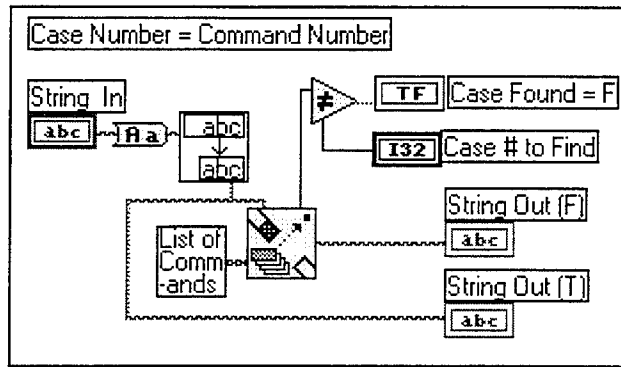 Case Number = Command Number
String In
abc
Aa
abc
abc
≠
TF
Case Found = F
I32
Case # to Find
List of
Comm
-ands
String Out (F)
abc
String Out (T)
abc